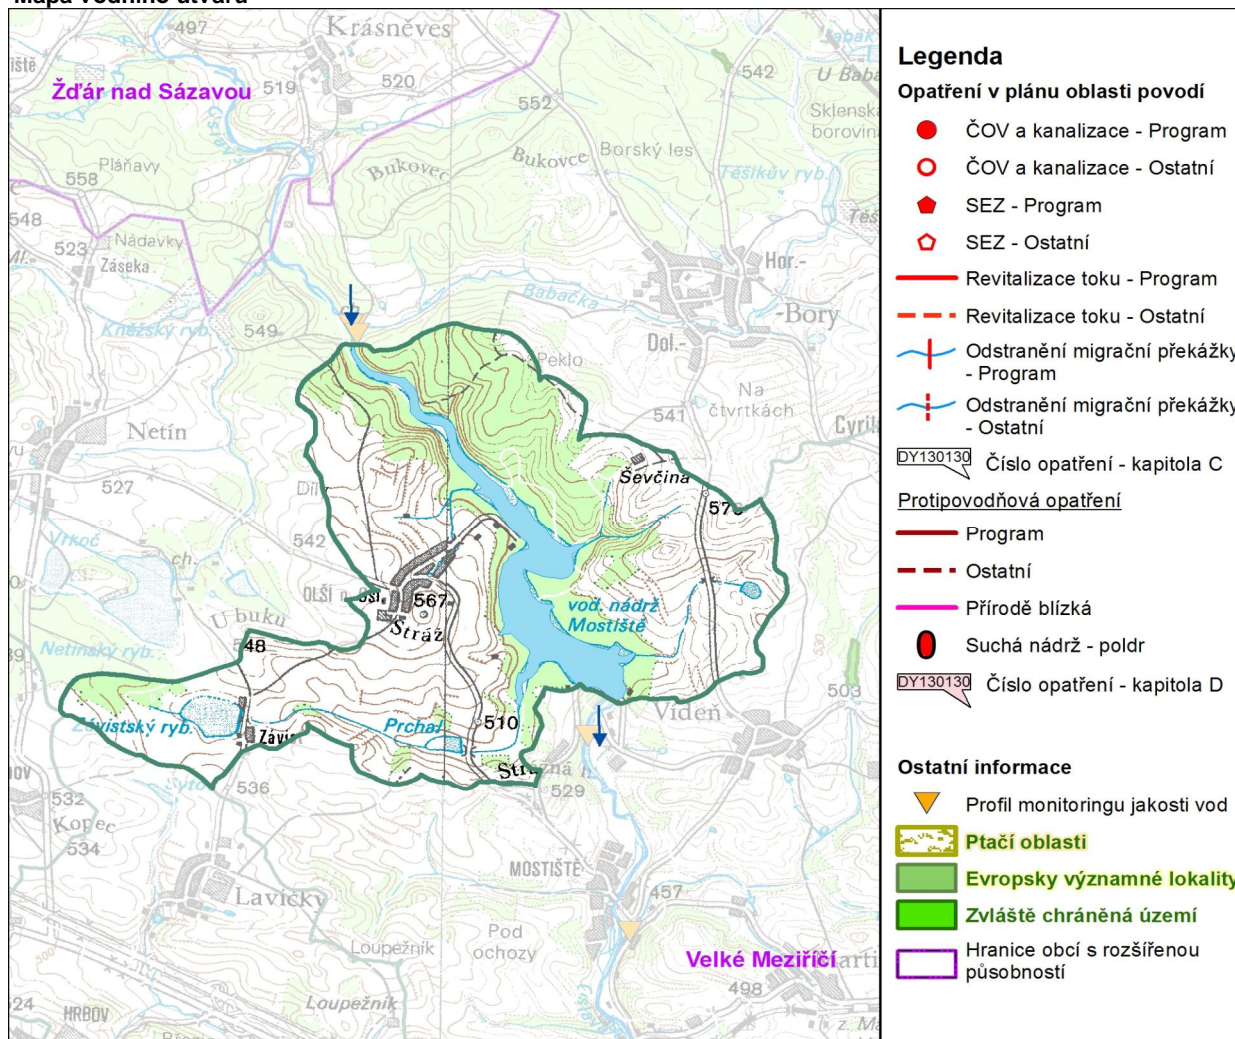 Mapa vodního útvaru
497
Krásněves
Žďár nad Sázavou
519
520
542
552
U Bab
Sklenská
borovina
Pláňavy
Bukovec
Bukovce
Borský les
Těšíkův ryb.
558
548
523
Nádavky
Záseka
Hor.-
Babačka
-Bory
Kněžský ryb.
549
Dol.-
Peklo
Na
čtvrtkách
541
Netín
Ševčina
527
Díl
542
Vrkoč
ch.
OLŠÍ n.
567
Stráž
vod. nádrž
Mostiště
U buku
48
Netínský ryb.
503
Závistský ryb.
Prchal
510
Vídeň
536
529
532
Kopec
534
MOSTIŠTĚ
457
Lavičky
Pod
ochozy
Loupežník
Velké Meziříčí
498
Loupežník
HRBOV
z. Ma
Legenda
Opatření v plánu oblasti povodí
ČOV a kanalizace - Program
ČOV a kanalizace - Ostatní
SEZ - Program
SEZ - Ostatní
Revitalizace toku - Program
Revitalizace toku - Ostatní
Odstranění migrační překážky
- Program
Odstranění migrační překážky
- Ostatní
DY130130 Číslo opatření - kapitola C
Protipovodňová opatření
Program
Ostatní
Přírodě blízká
Suchá nádrž - poldr
DY130130 Číslo opatření - kapitola D
Ostatní informace
Profil monitoringu jakosti vod
Ptačí oblasti
Evropsky významné lokality
Zvláště chráněná území
Hranice obcí s rozšířenou
působností